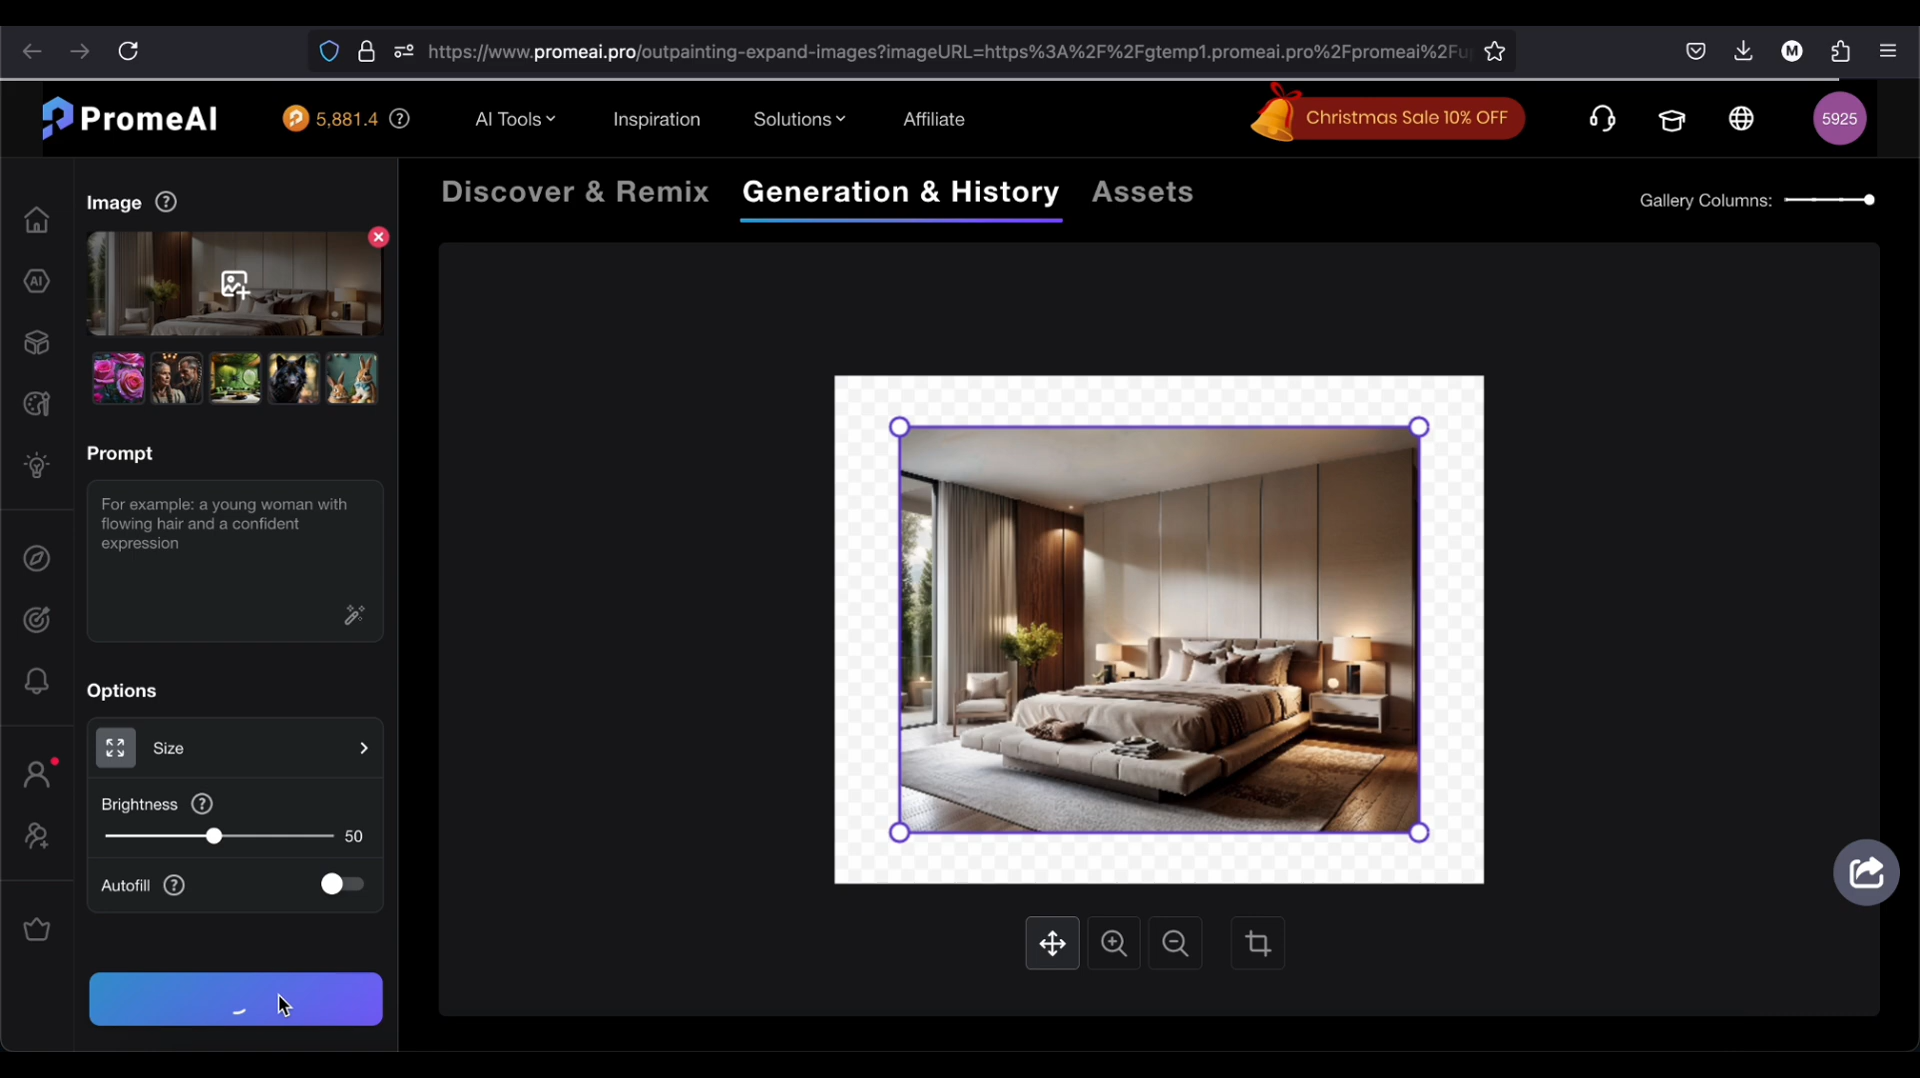 https://www.promeai.pro/outpainting-expand-images?imageURL=https%3A%2F%2Fgtemp1.promeai.pro%2Fpromeai%2Fu
M
PromeAI
5,881.4 ?
AI Tools
Inspiration
Solutions
Affiliate
Christmas Sale 10% OFF
5925
Image ?
Discover & Remix
Generation & History
Assets
Gallery Columns:
AI
Prompt
For example: a young woman with
flowing hair and a confident
expression
Options
Size
Brightness ?
50
Autofill ?